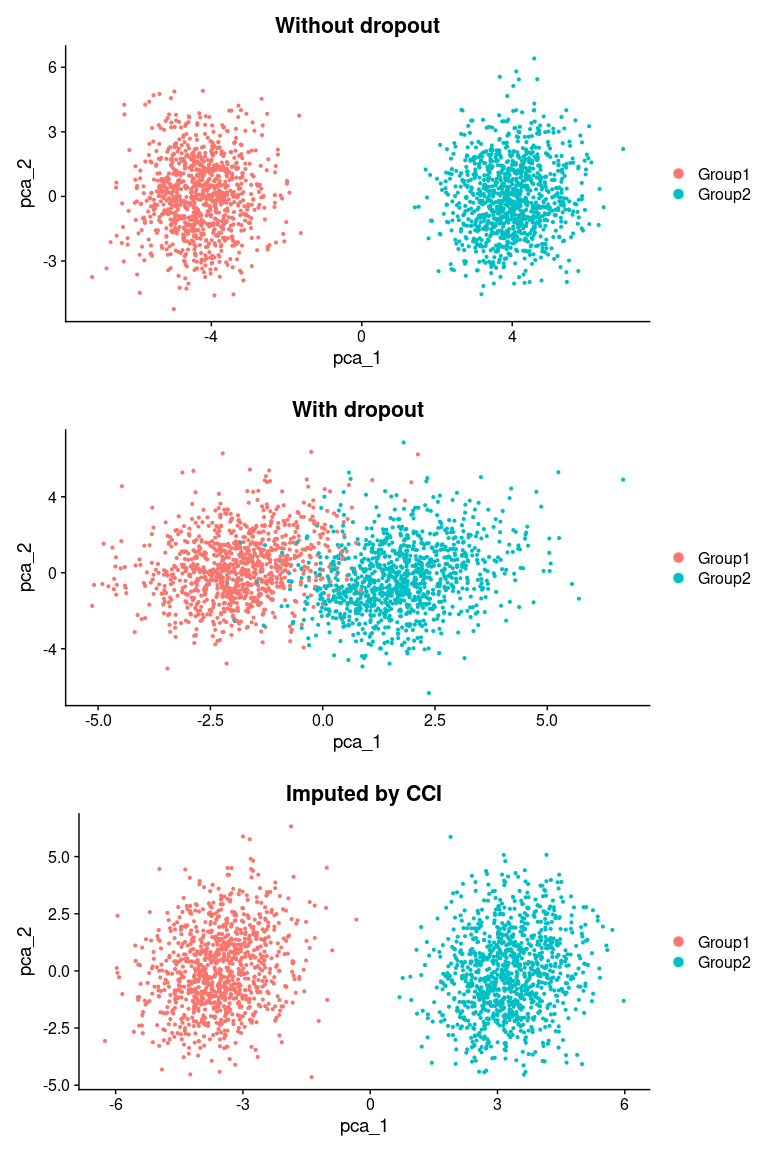 Without dropout
pca_2
6
3
0
-3
-4
0
4
pca_1
Group1
Group2
With dropout
pca_2
4
0
-4
-5.0
-2.5
0.0
2.5
5.0
pca_1
Group1
Group2
Imputed by CCI
pca_2
5.0
2.5
0.0
-2.5
-5.0
-6
-3
0
3
6
pca_1
Group1
Group2